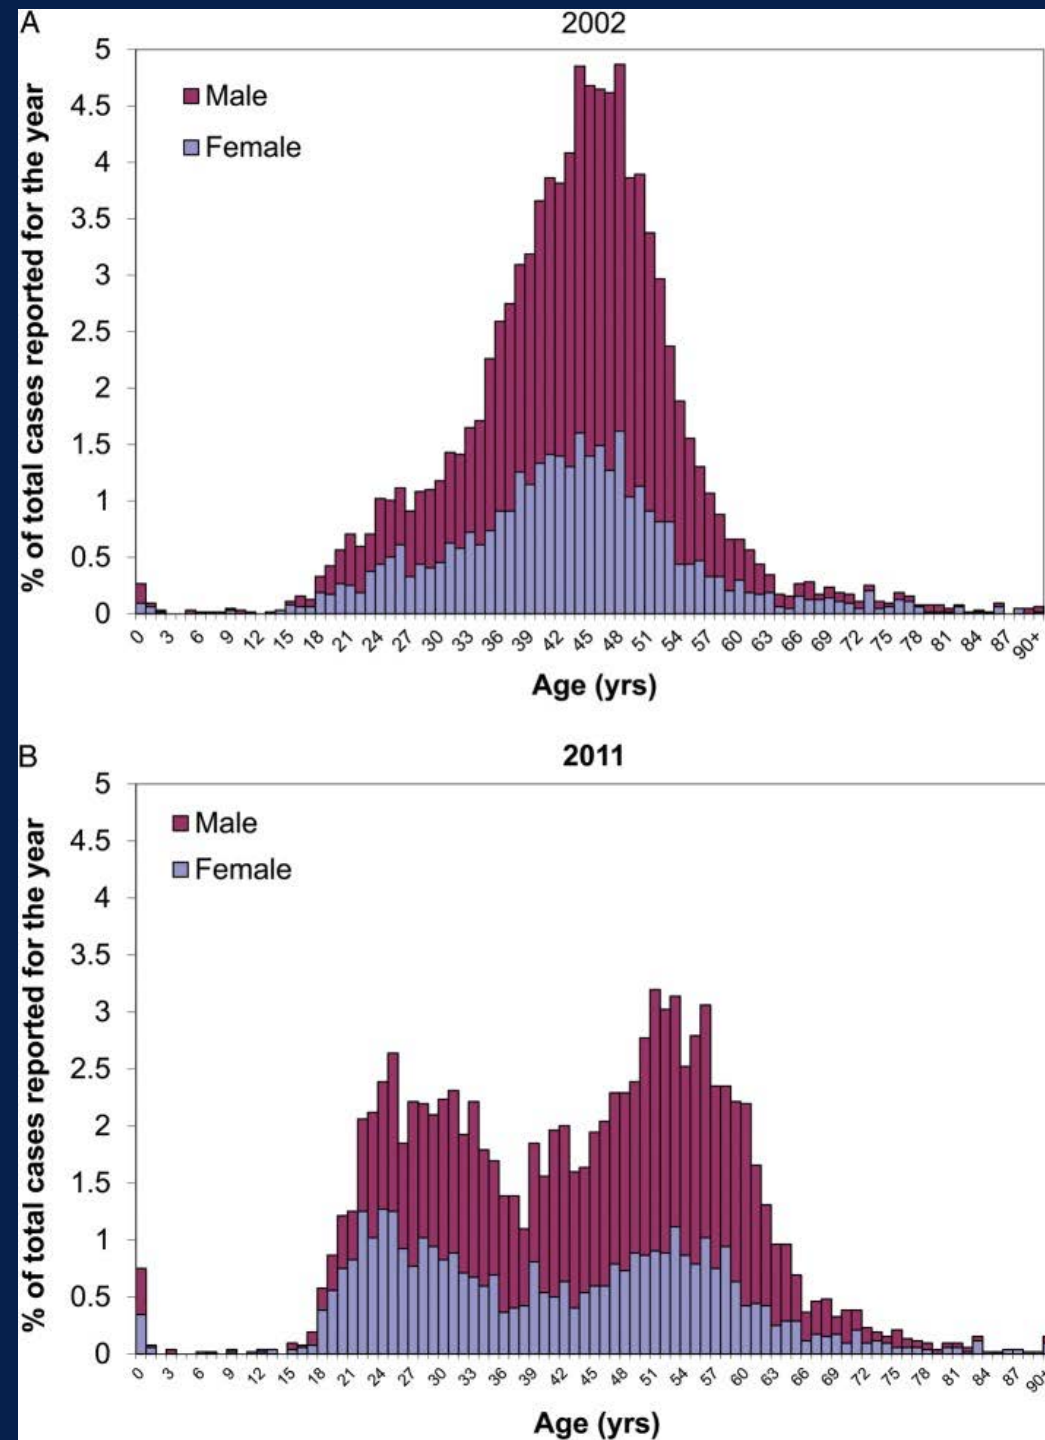 A
2002
% of total cases reported for the year
5
4.5
4
3.5
3
2.5
2
1.5
1
0.5
0
Male
Female
0 3 6 9 12 15 18 21 24 27 30 33 36 39 42 45 48 51 54 57 60 63 66 69 72 75 78 81 84 87 90+
Age (yrs)
B
2011
% of total cases reported for the year
5
4.5
4
3.5
3
2.5
2
1.5
1
0.5
0
Male
Female
0 3 6 9 12 15 18 21 24 27 30 33 36 39 42 45 48 51 54 57 60 63 66 69 72 75 78 81 84 87 90+
Age (yrs)